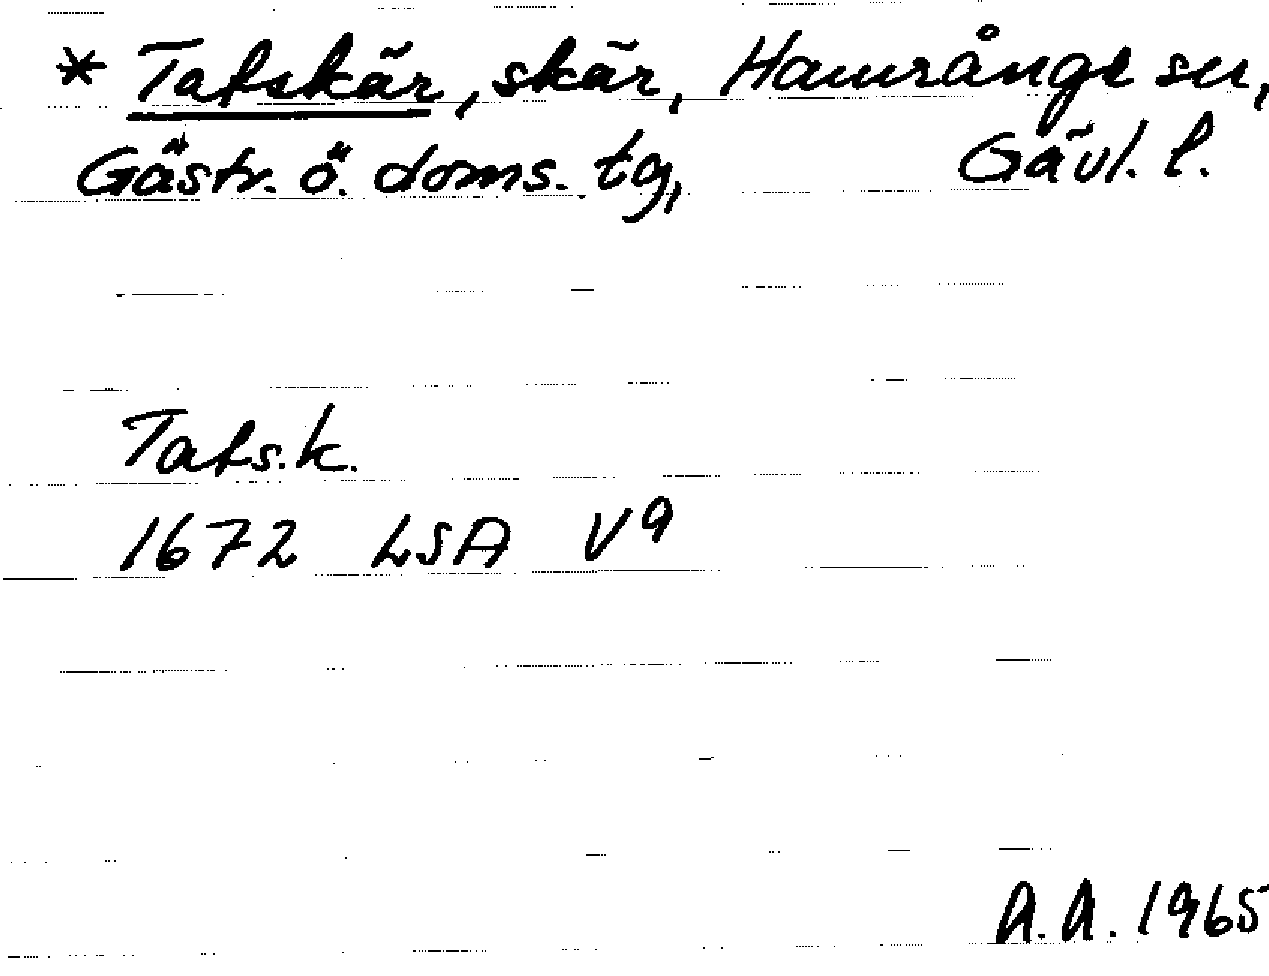 * Tafskär, skär, Hamrånge sn,
Gästr. ö. doms. tg, Gävl. l.
Tafs.k.
1672 LSA V9
A.A. 1965